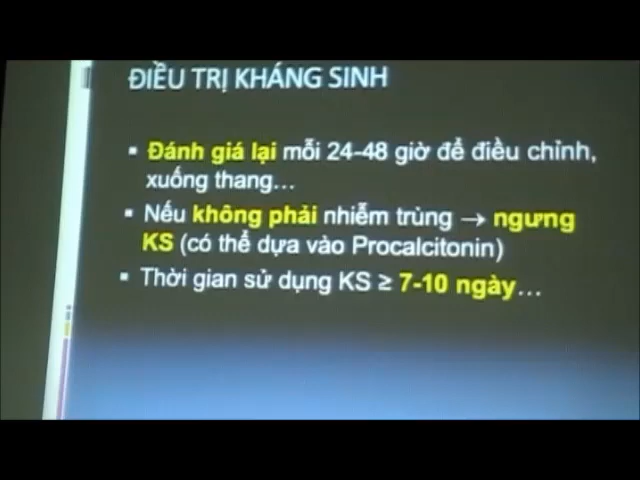 ĐIỀU TRỊ KHÁNG SINH
▪ Đánh giá lại mỗi 24-48 giờ để điều chỉnh,
xuống thang...
▪ Nếu không phải nhiễm trùng → ngưng
KS (có thể dựa vào Procalcitonin)
▪ Thời gian sử dụng KS ≥ 7-10 ngày...